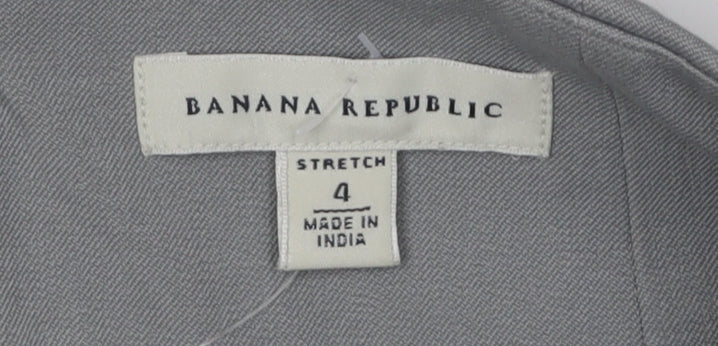 BANANA REPUBLIC
STRETCH
4
MADE IN
INDIA